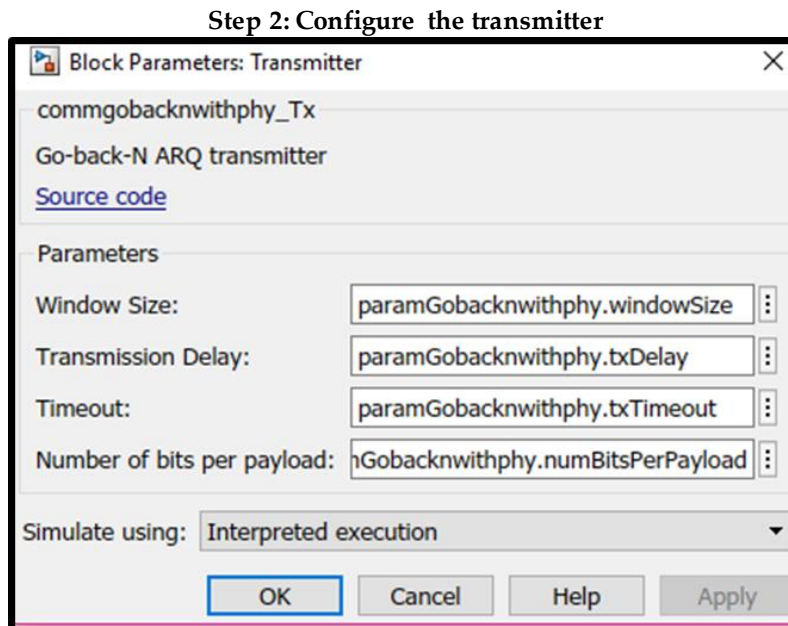 Step 2: Configure the transmitter
Block Parameters: Transmitter
commgobacknwithphy_Tx
Go-back-N ARQ transmitter
Source code
Parameters
Window Size: paramGobacknwithphy.windowSize
Transmission Delay: paramGobacknwithphy.txDelay
Timeout: paramGobacknwithphy.txTimeout
Number of bits per payload: nGobacknwithphy.numBitsPerPayload
Simulate using: Interpreted execution
OK Cancel Help Apply